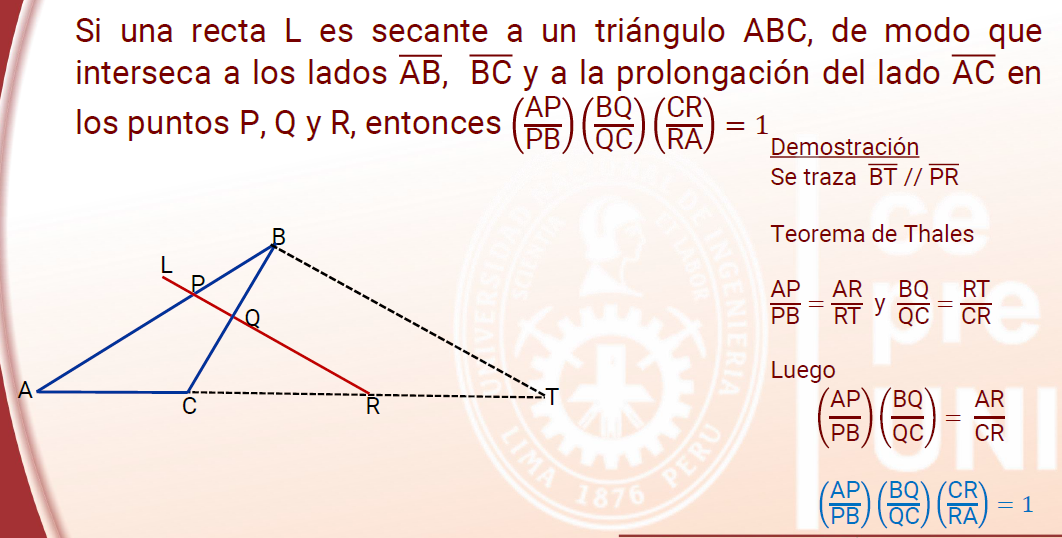 Si una recta L es secante a un triángulo ABC, de modo que
interseca a los lados $\overline{AB}$, $\overline{BC}$ y a la prolongación del lado $\overline{AC}$ en
los puntos P, Q y R, entonces $\left(\frac{AP}{PB}\right)\left(\frac{BQ}{QC}\right)\left(\frac{CR}{RA}\right) = 1$
Demostración
Se traza $\overline{BT}$ // $\overline{PR}$
Teorema de Thales
$\frac{AP}{PB} = \frac{AR}{RT}$ y $\frac{BQ}{QC} = \frac{RT}{CR}$
Luego
$\left(\frac{AP}{PB}\right)\left(\frac{BQ}{QC}\right) = \frac{AR}{CR}$
$\left(\frac{AP}{PB}\right)\left(\frac{BQ}{QC}\right)\left(\frac{CR}{RA}\right) = 1$
B
L
P
Q
A
C
R
T
ce
pre
UNI
LIMA 1876 PERU